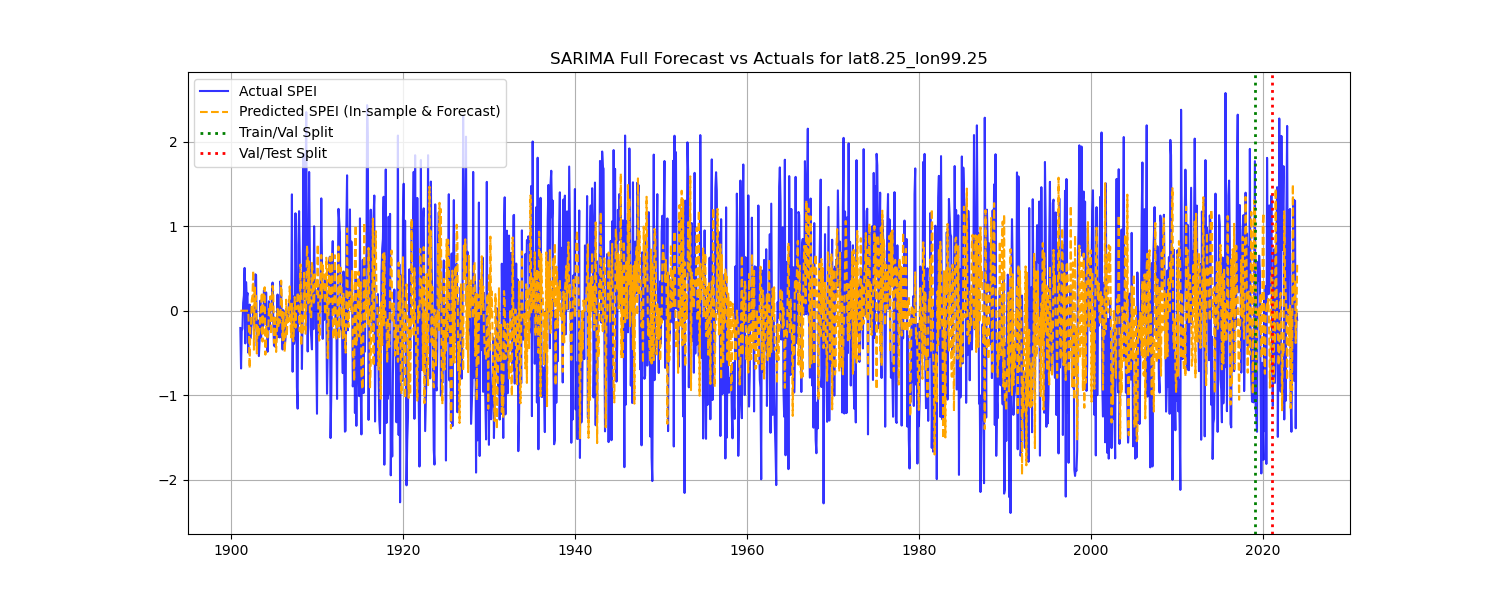 SARIMA Full Forecast vs Actuals for lat8.25_lon99.25
Actual SPEI
Predicted SPEI (In-sample & Forecast)
Train/Val Split
Val/Test Split
2
1
0
−1
−2
1900 1920 1940 1960 1980 2000 2020